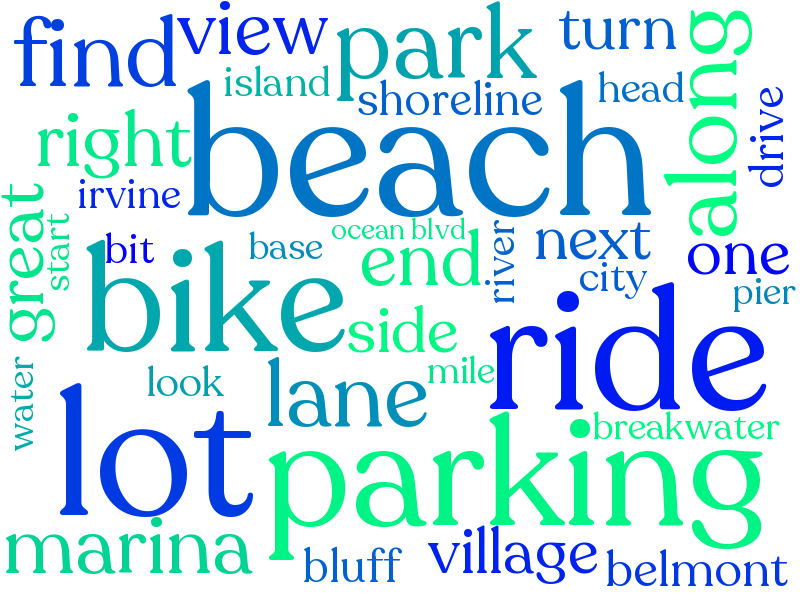 find
view
park
turn
along
island
shoreline
head
drive
right
beach
irvine
great
start
bit
base
ocean blvd
end
river
next
city
one
pier
bike
side
ride
water
look
lane
mile
lot
parking
breakwater
marina
bluff
village
belmont